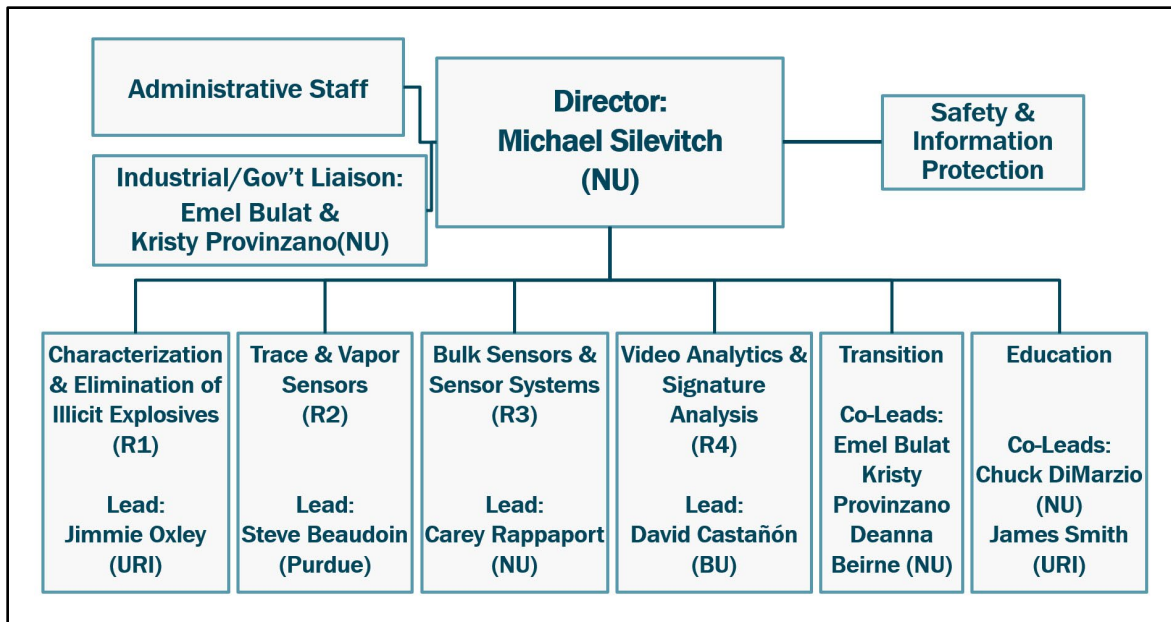 Administrative Staff
Director:
Michael Silevitch
(NU)
Safety &
Information
Protection
Industrial/Gov't Liaison:
Emel Bulat &
Kristy Provinzano(NU)
Characterization
& Elimination of
Illicit Explosives
(R1)
Lead:
Jimmie Oxley
(URI)
Trace & Vapor
Sensors
(R2)
Lead:
Steve Beaudoin
(Purdue)
Bulk Sensors &
Sensor Systems
(R3)
Lead:
Carey Rappaport
(NU)
Video Analytics &
Signature
Analysis
(R4)
Lead:
David Castañón
(BU)
Transition
Co-Leads:
Emel Bulat
Kristy
Provinzano
Deanna
Beirne (NU)
Education
Co-Leads:
Chuck DiMarzio
(NU)
James Smith
(URI)